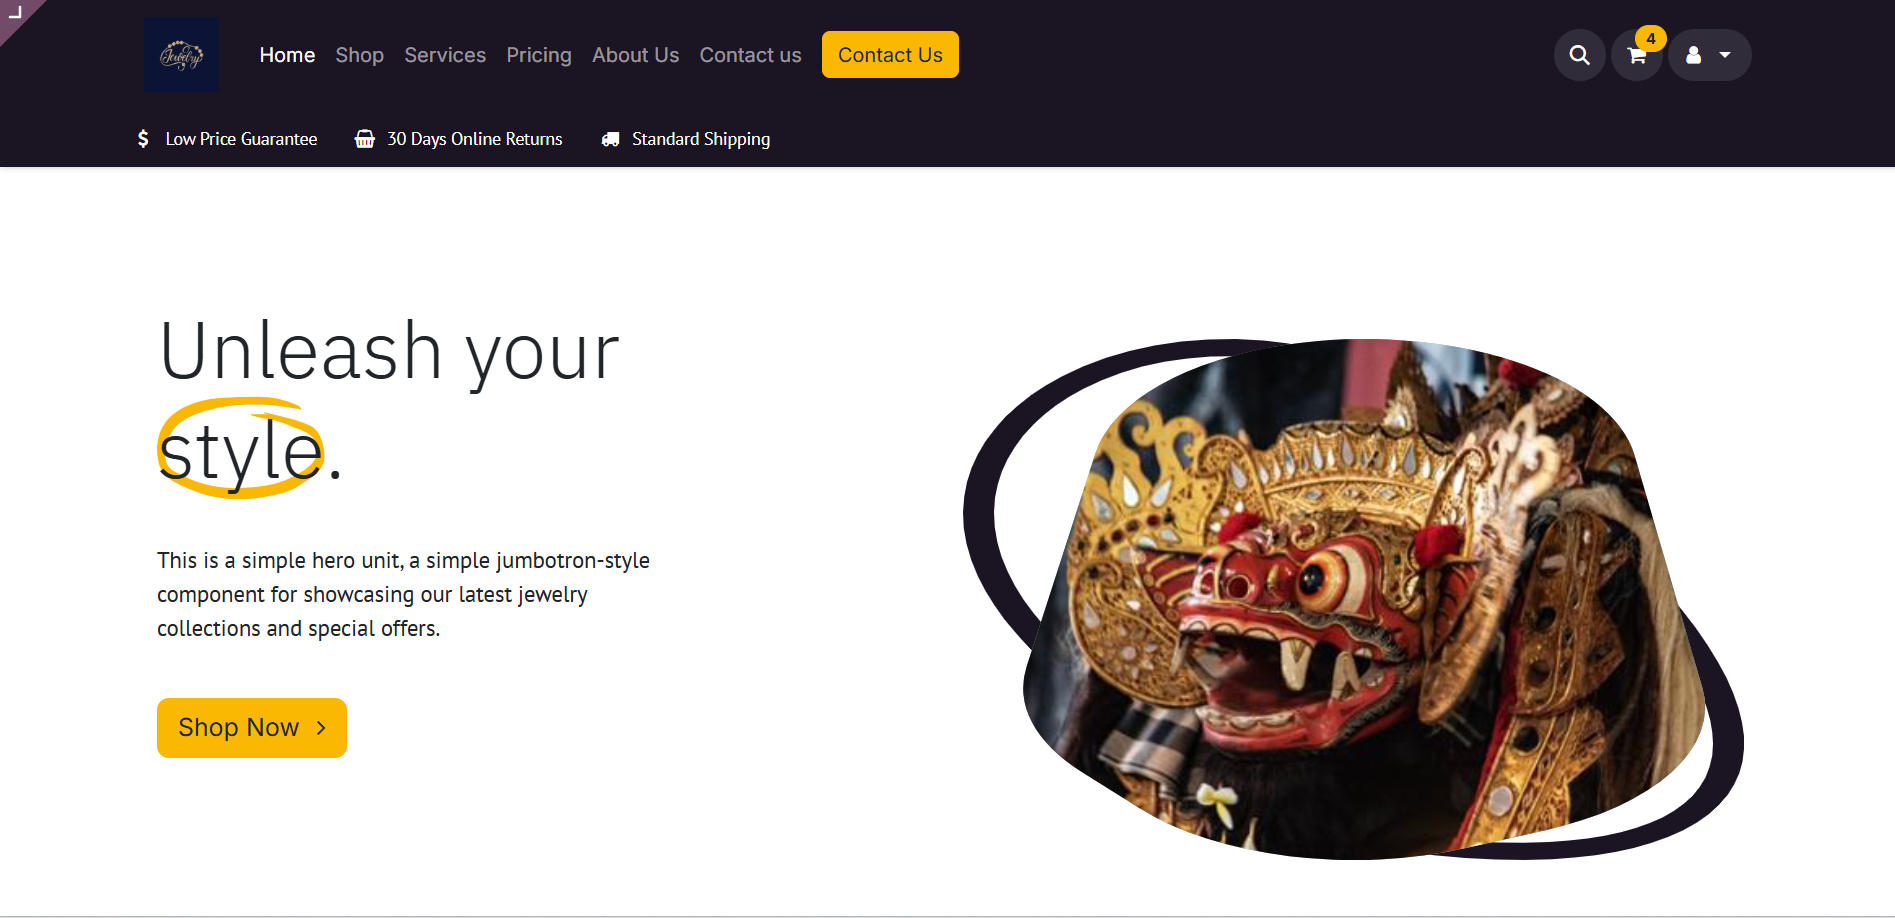 Jewelry
Home Shop Services Pricing About Us Contact us Contact Us
4
Low Price Guarantee 30 Days Online Returns Standard Shipping
Unleash your
style.
This is a simple hero unit, a simple jumbotron-style
component for showcasing our latest jewelry
collections and special offers.
Shop Now